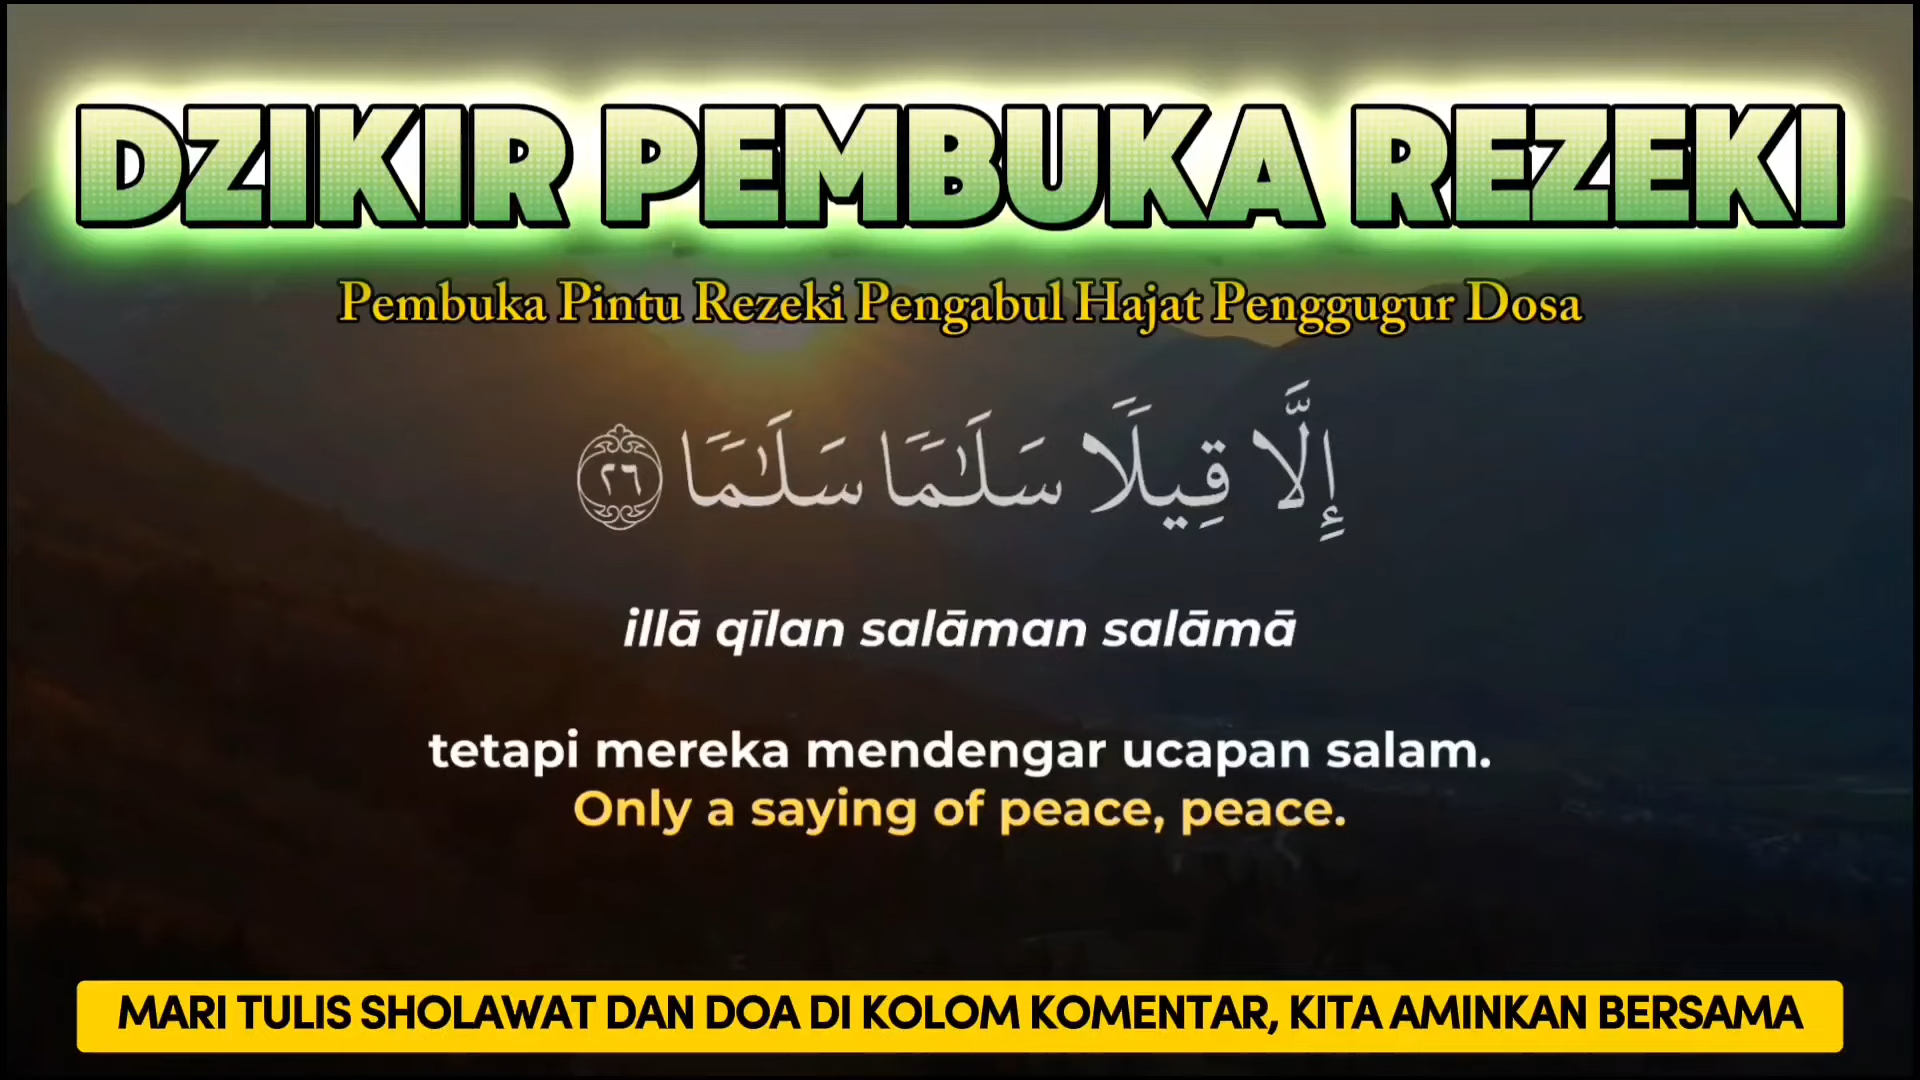 DZIKIR PEMBUKA REZEKI
Pembuka Pintu Rezeki Pengabul Hajat Penggugur Dosa
إِلَّا قِيلًا سَلَـٰمًا سَلَـٰمًا ٢٦
illā qīlan salāman salāmā
tetapi mereka mendengar ucapan salam.
Only a saying of peace, peace.
MARI TULIS SHOLAWAT DAN DOA DI KOLOM KOMENTAR, KITA AMINKAN BERSAMA